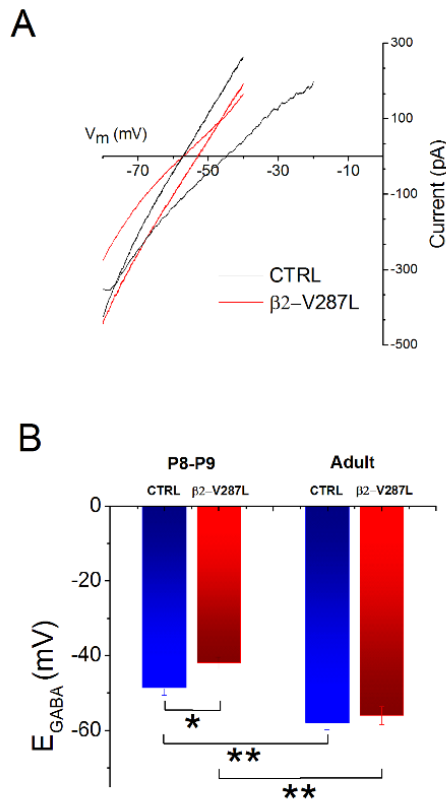 A
300
100
-100
-300
-500
Current (pA)
Vm (mV)
-70 -50 -30 -10
CTRL
β2–V287L
B
P8-P9 Adult
CTRL β2–V287L CTRL β2–V287L
0
-20
-40
-60
EGABA (mV)
*
**
**